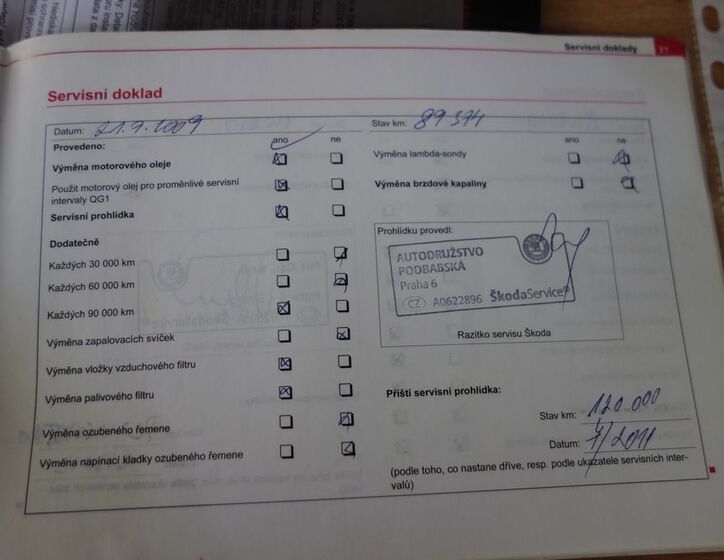 Servisní doklady 21
Servisní doklad
Datum: 21.7.2009
Stav km: 89 374
Provedeno: ano ne
ano ne
Výměna motorového oleje
Výměna lambda-sondy
Použit motorový olej pro proměnlivé servisní
intervaly QG1
Výměna brzdové kapaliny
Servisní prohlídka
Dodatečně
Každých 30 000 km
Každých 60 000 km
Každých 90 000 km
Výměna zapalovacích svíček
Výměna vložky vzduchového filtru
Výměna palivového filtru
Výměna ozubeného řemene
Výměna napínací kladky ozubeného řemene
Prohlídku provedl:
AUTODRUŽSTVO
PODBABSKÁ
Praha 6
CZ A0622896 ŠkodaService
Razítko servisu Škoda
Příští servisní prohlídka:
Stav km: 120 000
Datum: 7/2011
(podle toho, co nastane dříve, resp. podle ukazatele servisních inter-
valů)